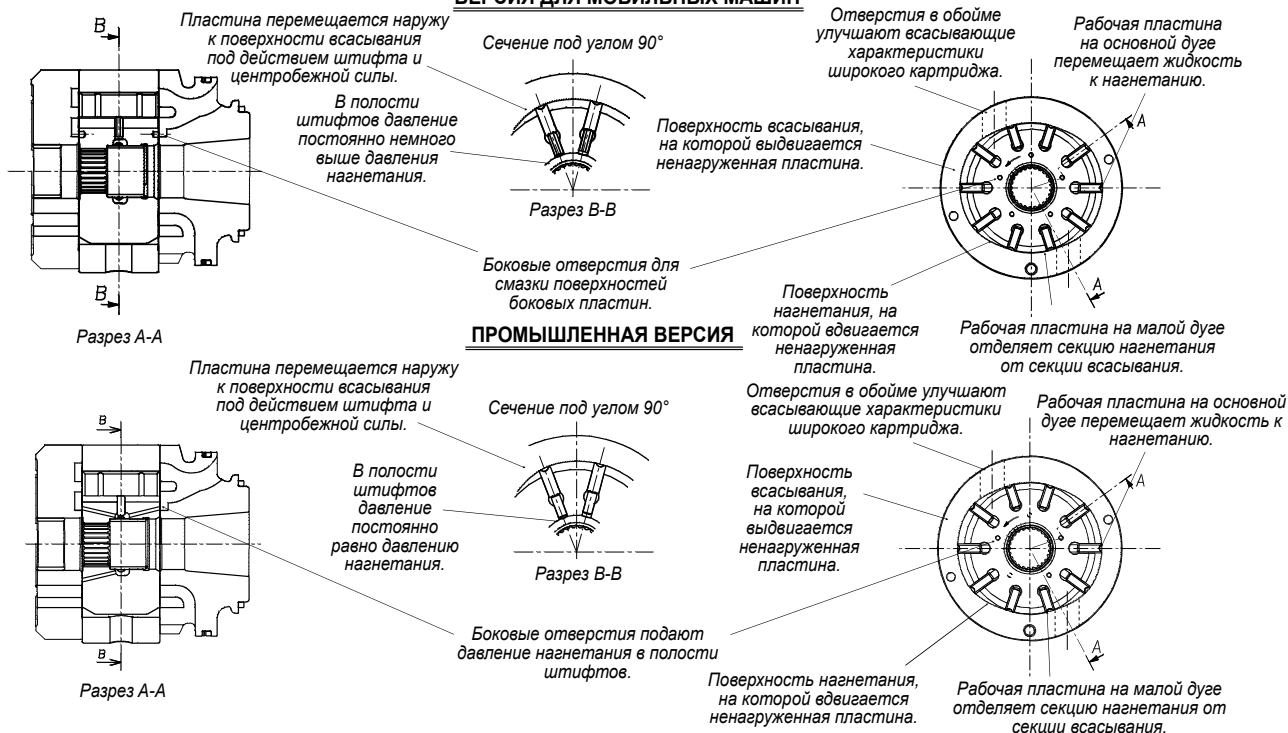 ВЕРСИЯ ДЛЯ МОБИЛЬНЫХ МАШИН
Пластина перемещается наружу
к поверхности всасывания
под действием штифта и
центробежной силы.
Сечение под углом 90°
В полости
штифтов давление
постоянно немного
выше давления
нагнетания.
Разрез В-В
Отверстия в обойме
улучшают всасывающие
характеристики
широкого картриджа.
Рабочая пластина
на основной дуге
перемещает жидкость
к нагнетанию.
Поверхность всасывания,
на которой выдвигается
ненагруженная пластина.
В
В
А
А
Боковые отверстия для
смазки поверхностей
боковых пластин.
Поверхность
нагнетания, на
которой вдвигается
ненагруженная
пластина.
Рабочая пластина на малой дуге
отделяет секцию нагнетания
от секции всасывания.
Разрез А-А
ПРОМЫШЛЕННАЯ ВЕРСИЯ
Пластина перемещается наружу
к поверхности всасывания
под действием штифта и
центробежной силы.
Сечение под углом 90°
В полости
штифтов
давление
постоянно
равно давлению
нагнетания.
Разрез В-В
Отверстия в обойме улучшают
всасывающие характеристики
широкого картриджа.
Рабочая пластина на основной
дуге перемещает жидкость к
нагнетанию.
Поверхность
всасывания,
на которой
выдвигается
ненагруженная
пластина.
в
в
А
А
Боковые отверстия подают
давление нагнетания в полости
штифтов.
Поверхность нагнетания,
на которой вдвигается
ненагруженная пластина.
Рабочая пластина на малой дуге
отделяет секцию нагнетания от
секции всасывания.
Разрез А-А